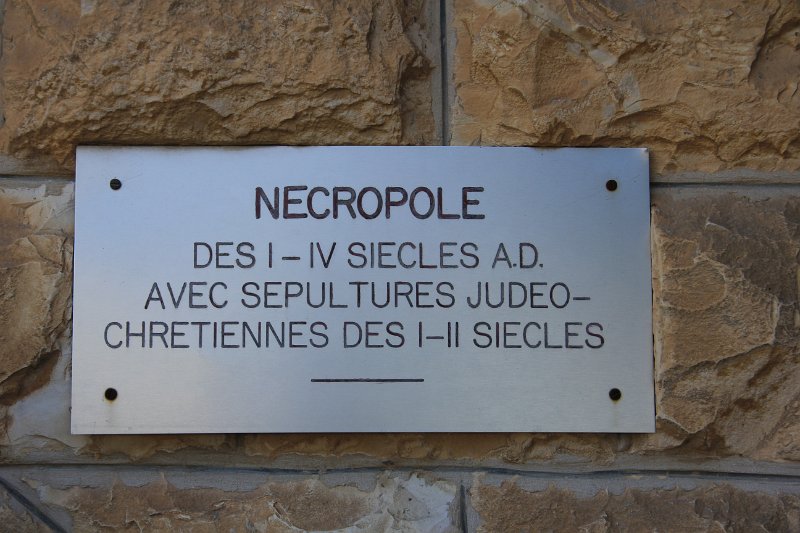 NECROPOLE
DES I–IV SIECLES A.D.
AVEC SEPULTURES JUDEO–
CHRETIENNES DES I–II SIECLES